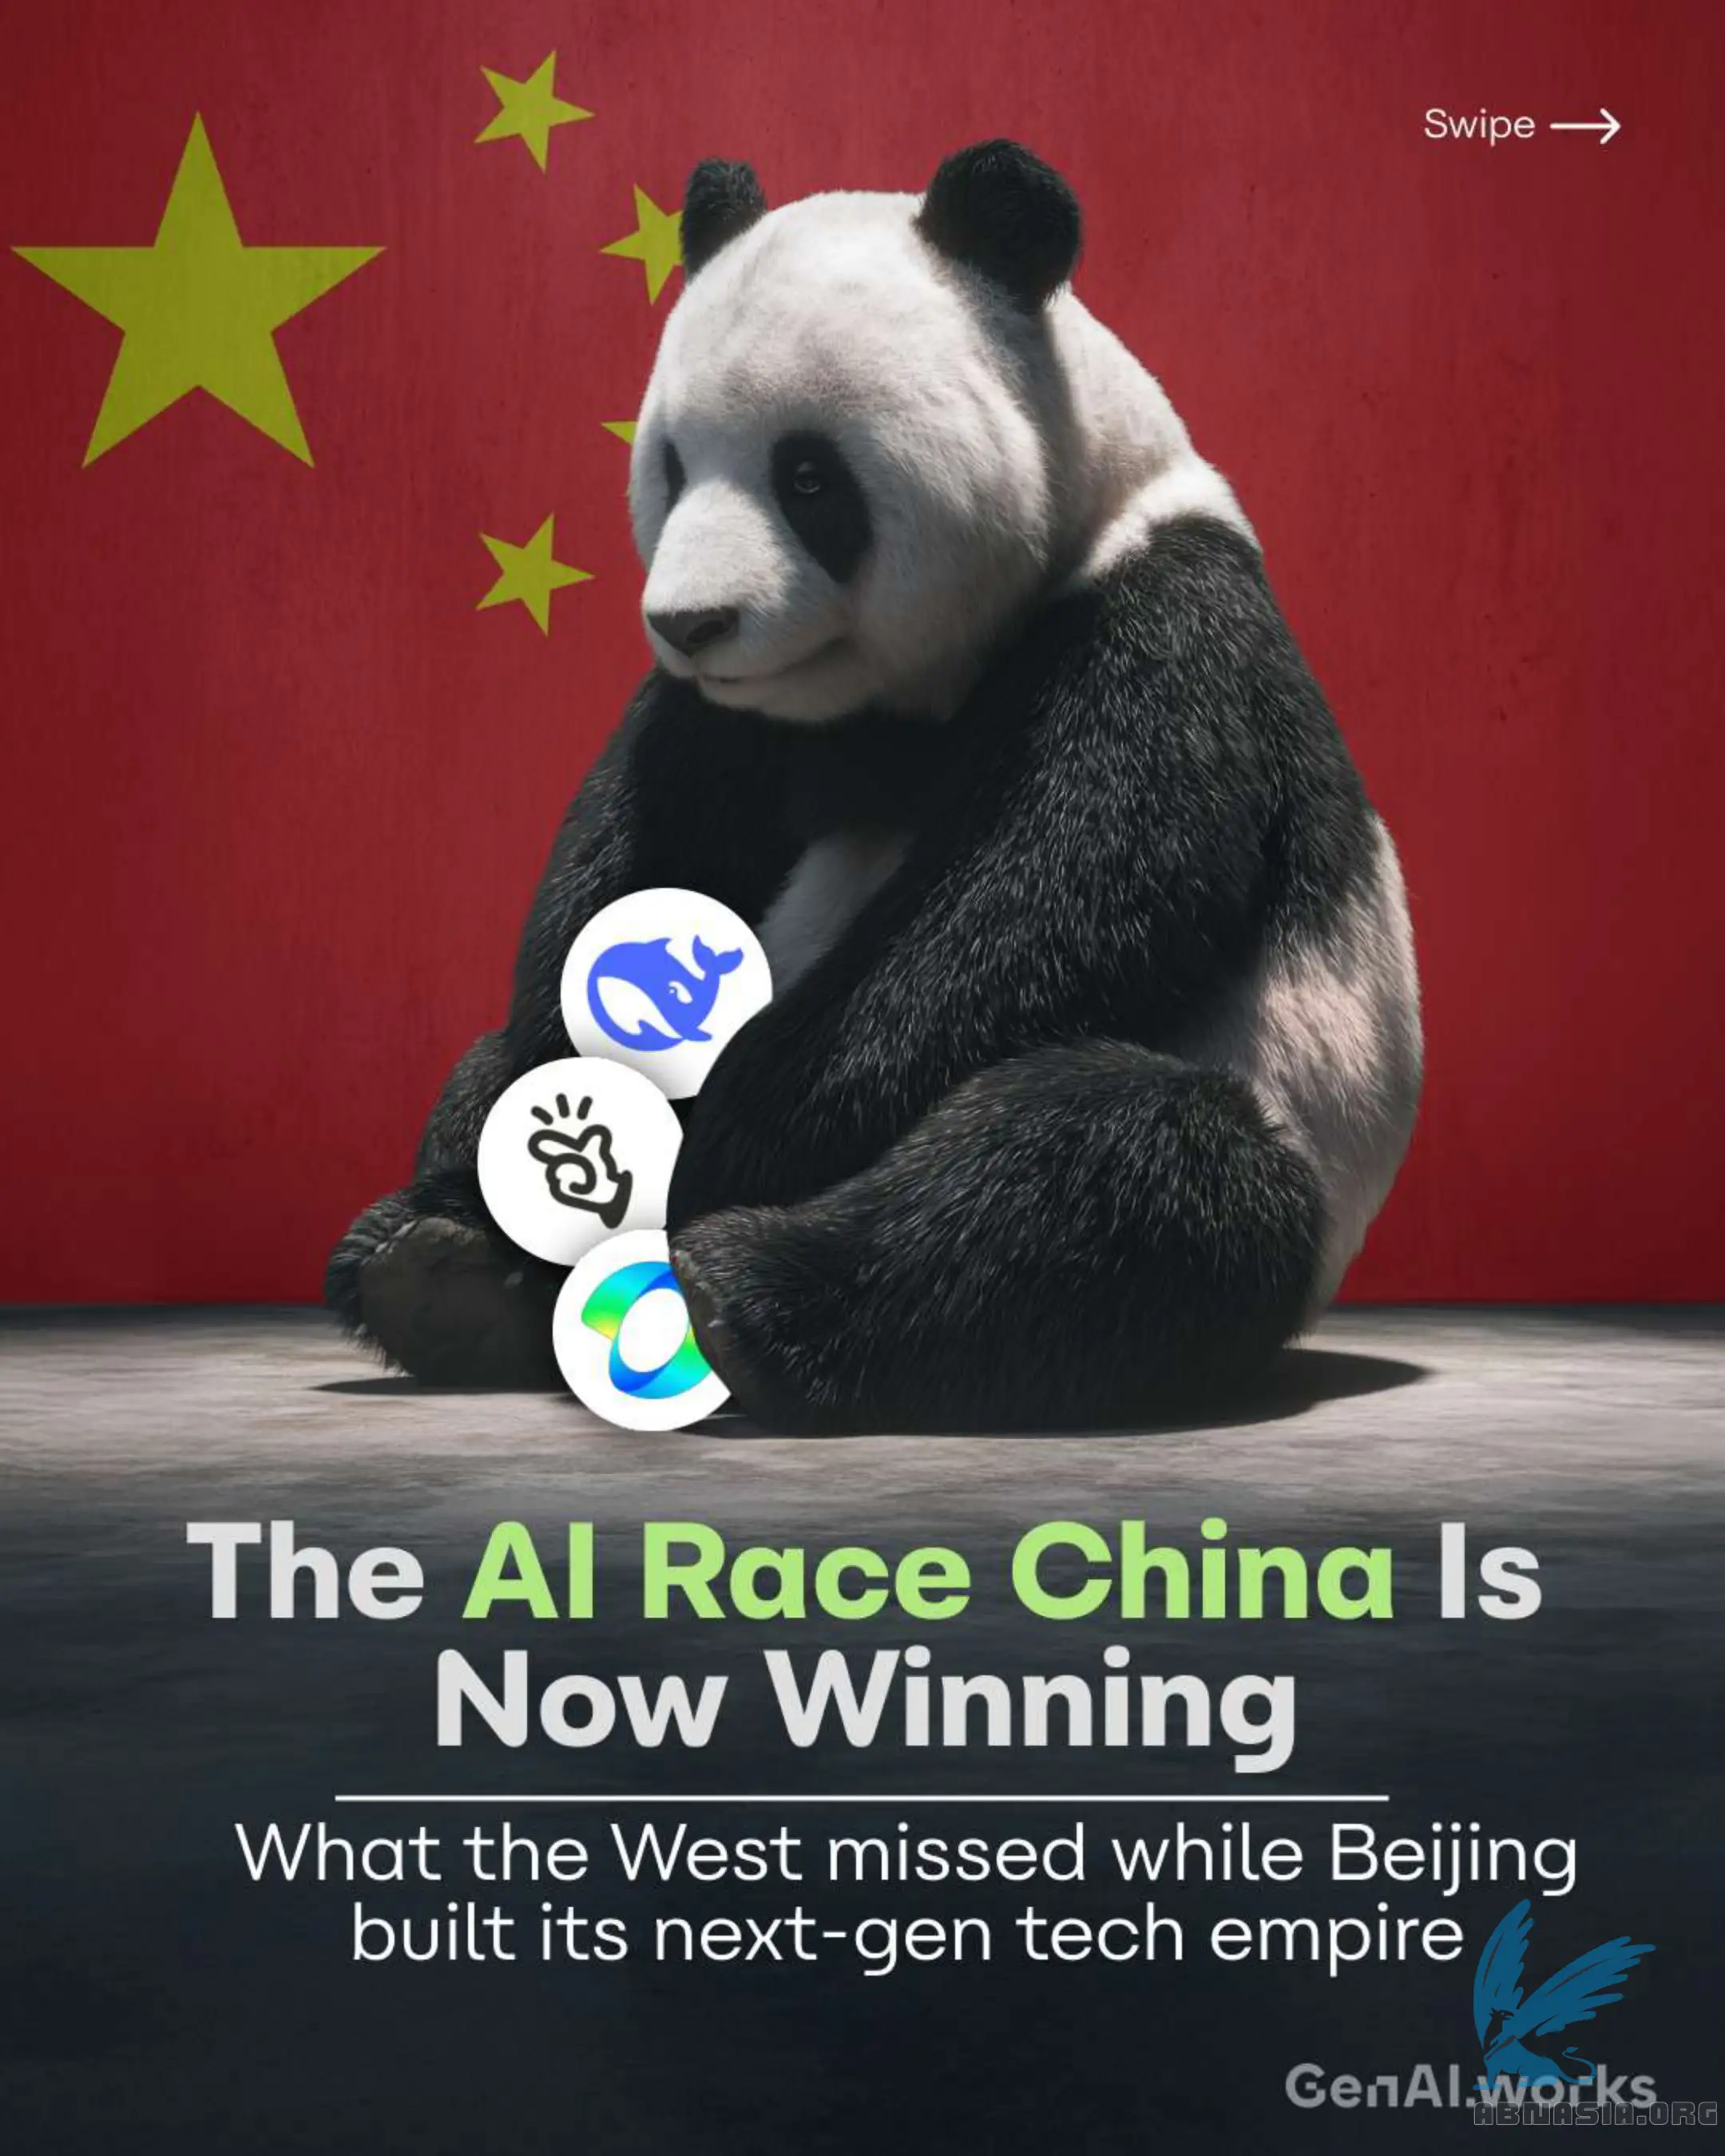 Swipe
The AI Race China Is
Now Winning
What the West missed while Beijing
built its next-gen tech empire
GenAI.works
ABNASIA.ORG